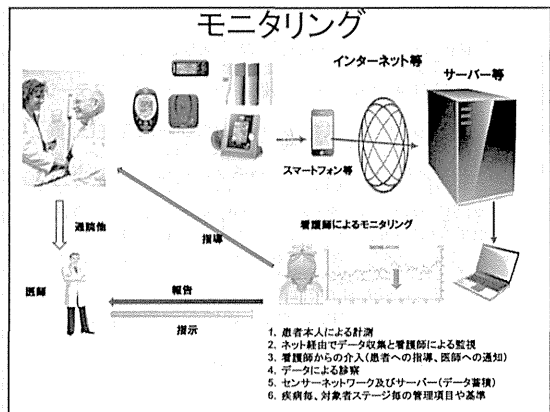 モニタリング
インターネット等
サーバー等
スマートフォン等
看護師によるモニタリング
通院他
指導
医師
報告
指示
1. 患者本人による計測
2. ネット経由でデータ収集と看護師による監視
3. 看護師からの介入(患者への指導、医師への通知)
4. データによる診察
5. センサーネットワーク及びサーバー(データ蓄積)
6. 疾病毎、対象者ステージ毎の管理項目や基準